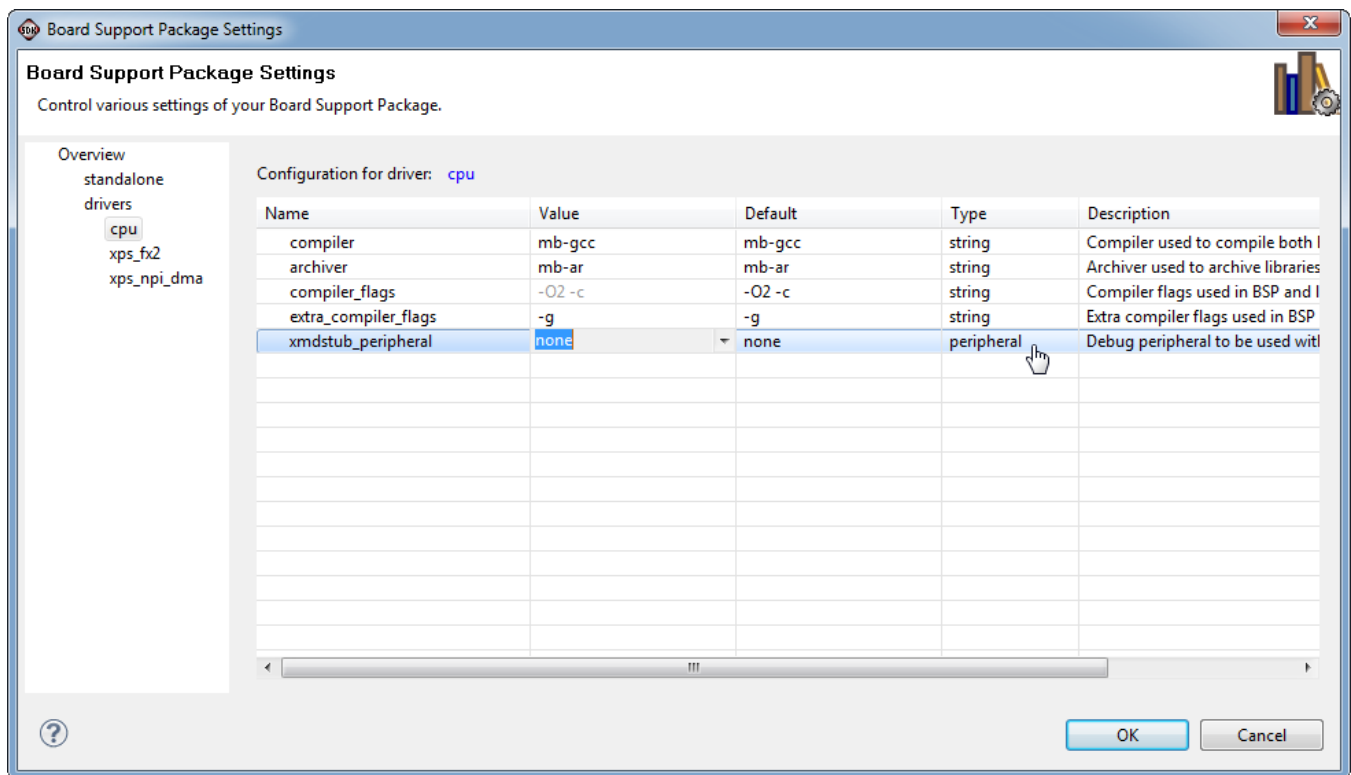 Board Support Package Settings
Board Support Package Settings
Control various settings of your Board Support Package.
Overview
standalone
drivers
cpu
xps_fx2
xps_npi_dma
Configuration for driver: cpu
Name Value Default Type Description
compiler mb-gcc mb-gcc string Compiler used to compile both
archiver mb-ar mb-ar string Archiver used to archive libraries
compiler_flags -O2 -c -O2 -c string Compiler flags used in BSP and
extra_compiler_flags -g -g string Extra compiler flags used in BSP
xmdstub_peripheral none none peripheral Debug peripheral to be used
OK Cancel